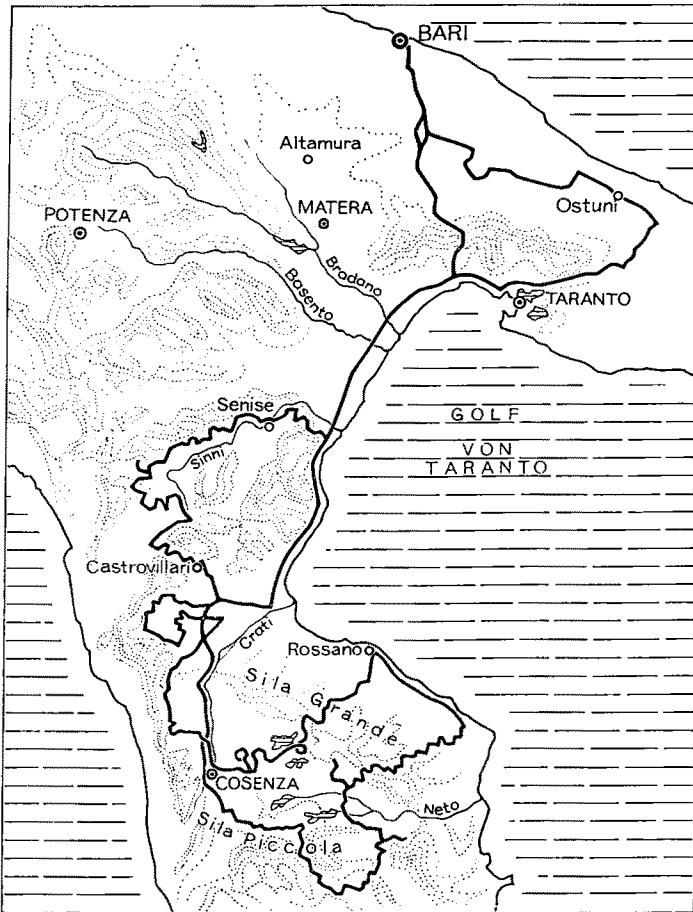 BARI
Altamura
Ostuni
MATERA
POTENZA
Bradano
TARANTO
Basento
Senise
GOLF
VON
TARANTO
Sinni
Castrovillari
Crati
Rossano
Sila Grande
COSENZA
Neto
Sila Piccola